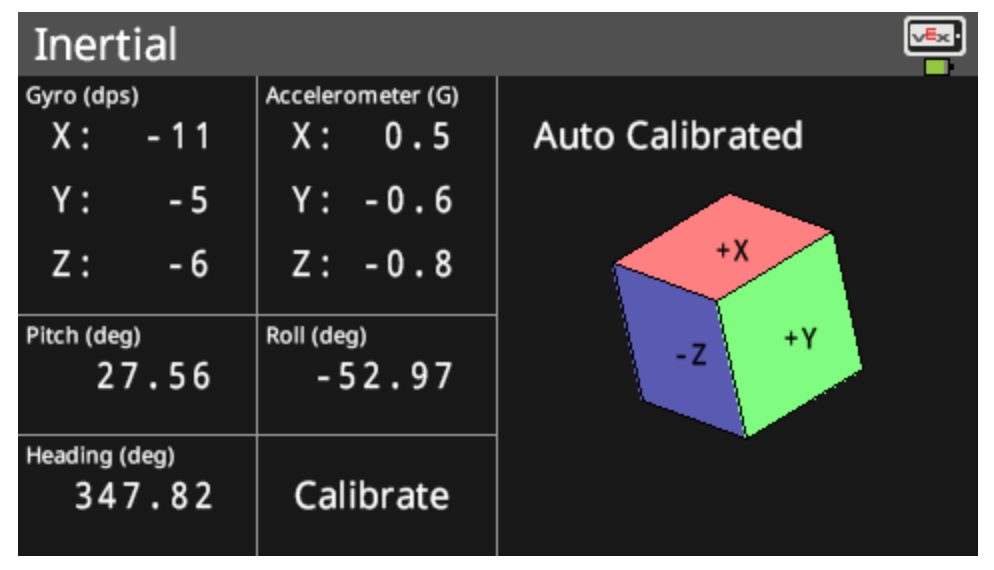 Inertial
vEx
Gyro (dps)
X: -11
Y: -5
Z: -6
Accelerometer (G)
X: 0.5
Y: -0.6
Z: -0.8
Pitch (deg)
27.56
Roll (deg)
-52.97
Heading (deg)
347.82
Calibrate
Auto Calibrated
+X
-Z
+Y